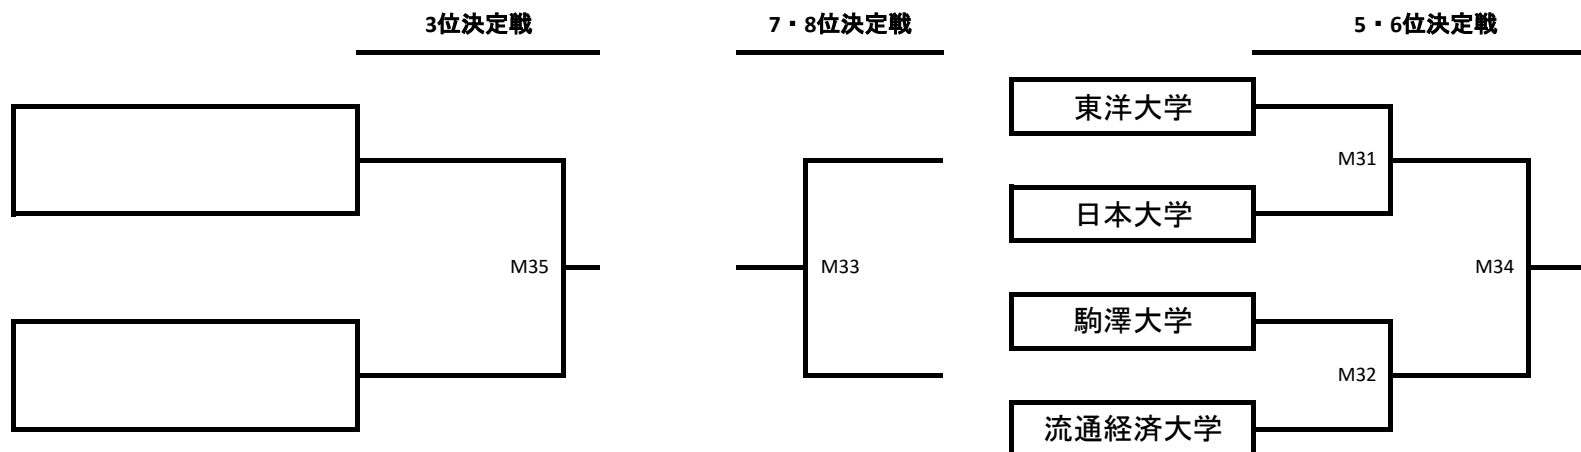 3位決定戦
7・8位決定戦
5・6位決定戦
東洋大学
M31
日本大学
M35
M33
M34
駒澤大学
M32
流通経済大学